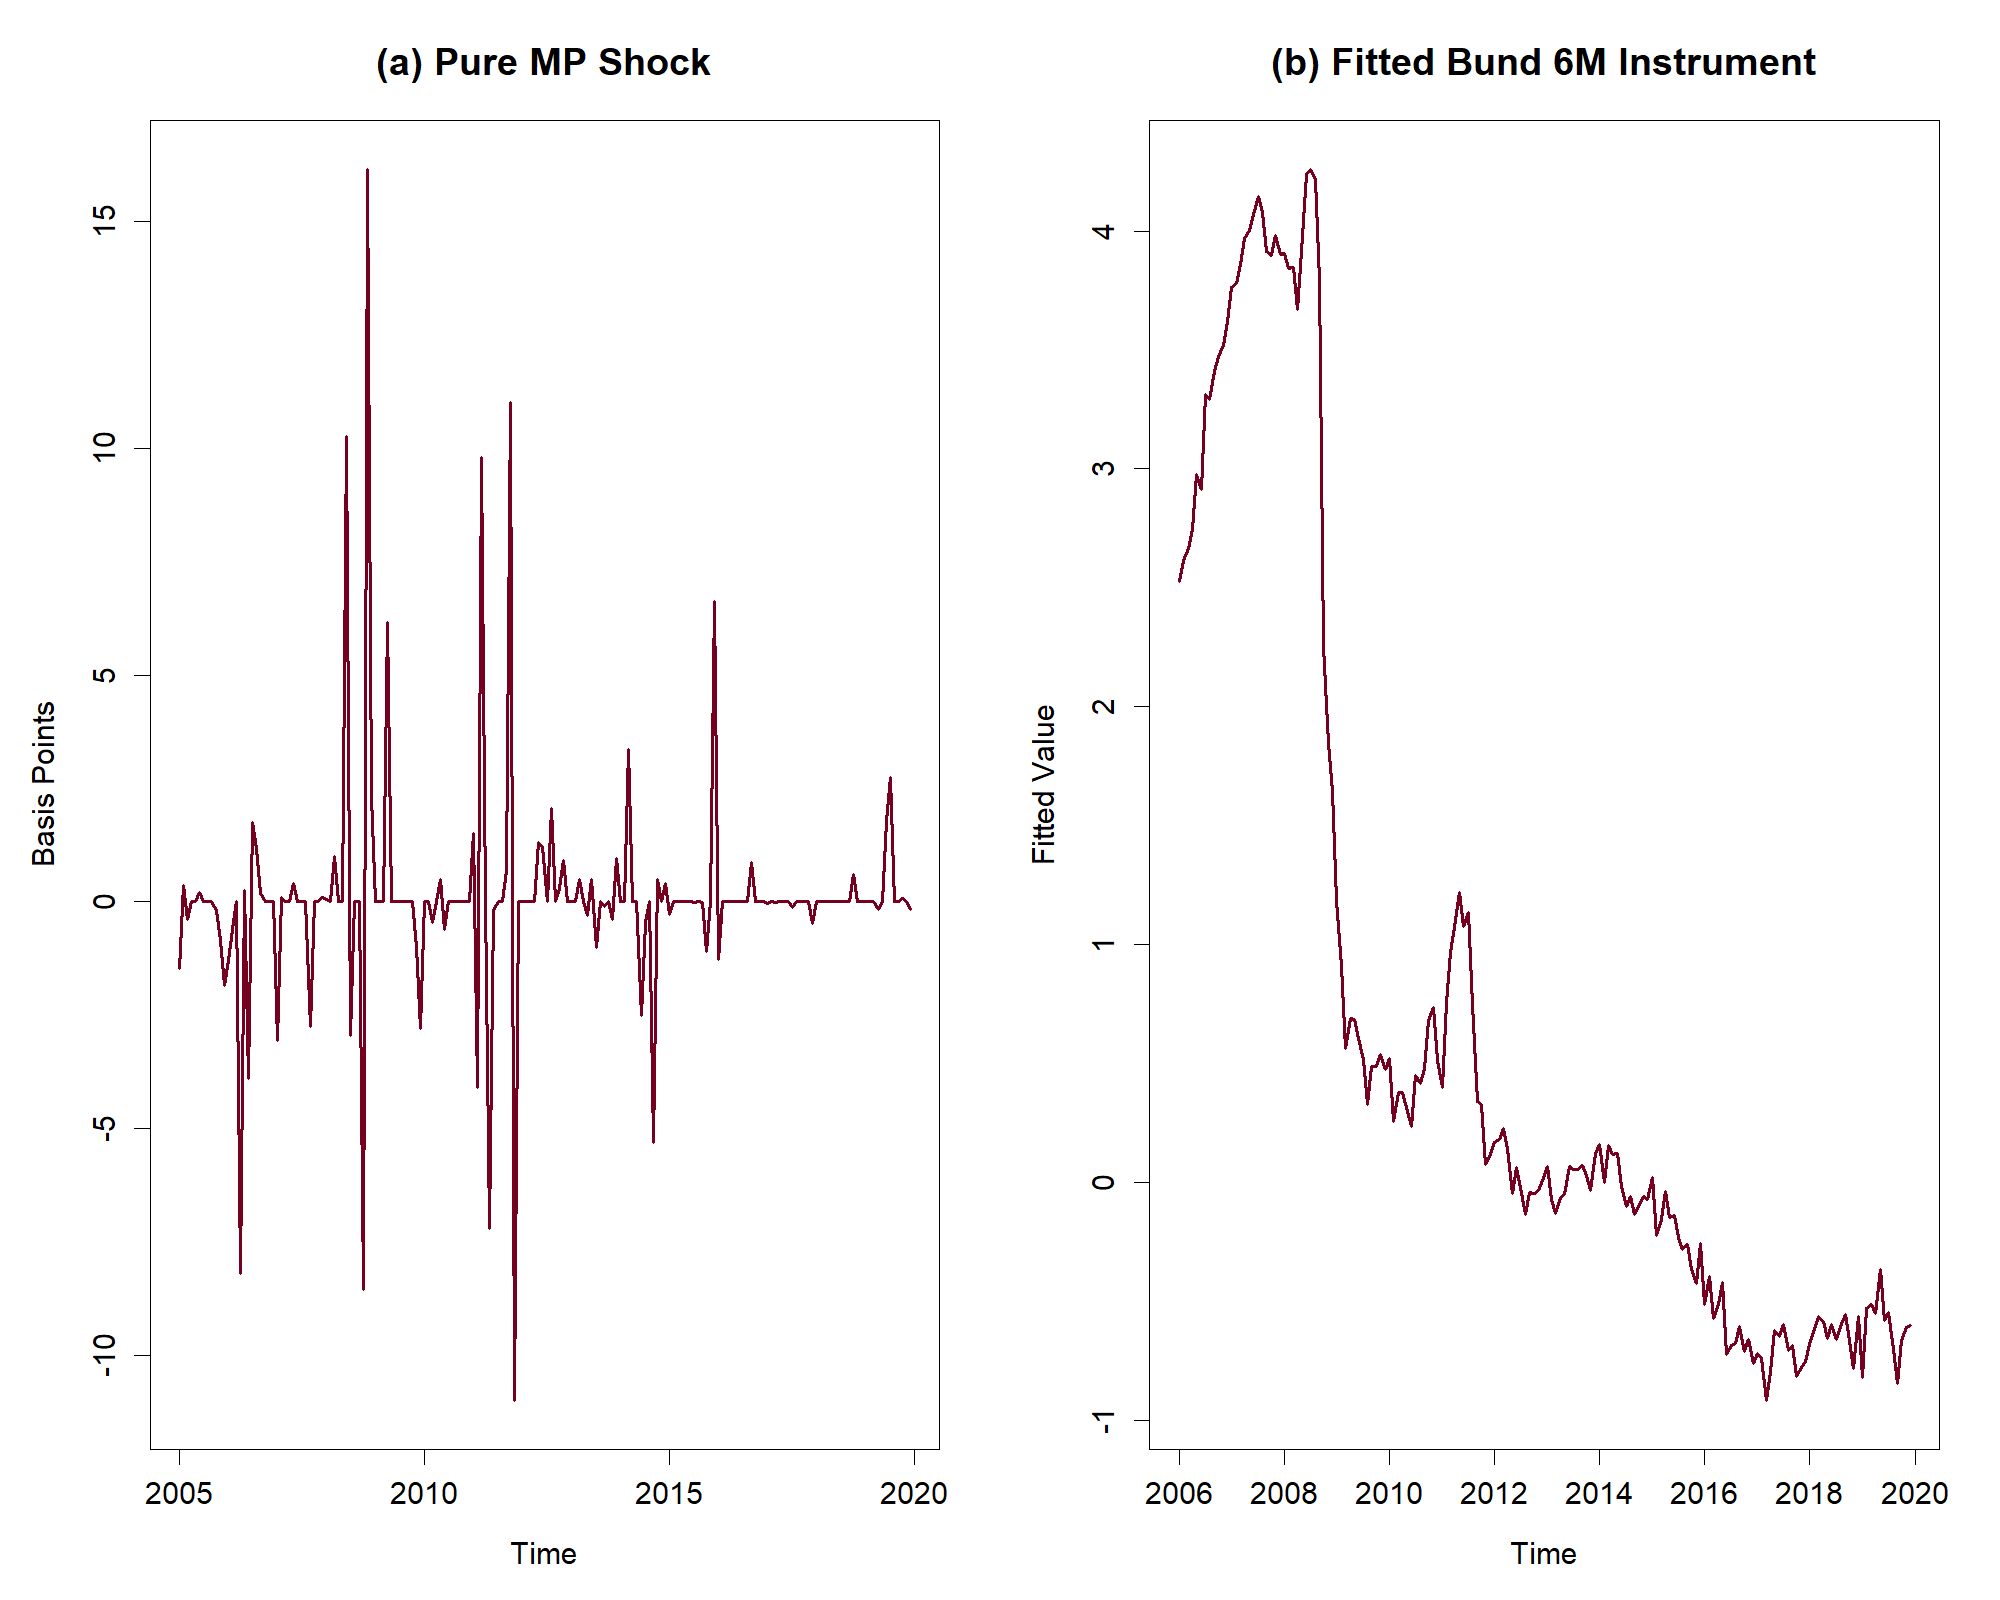 (a) Pure MP Shock
Basis Points
15
10
5
0
-5
-10
2005 2010 2015 2020
Time
(b) Fitted Bund 6M Instrument
Fitted Value
4
3
2
1
0
-1
2006 2008 2010 2012 2014 2016 2018 2020
Time